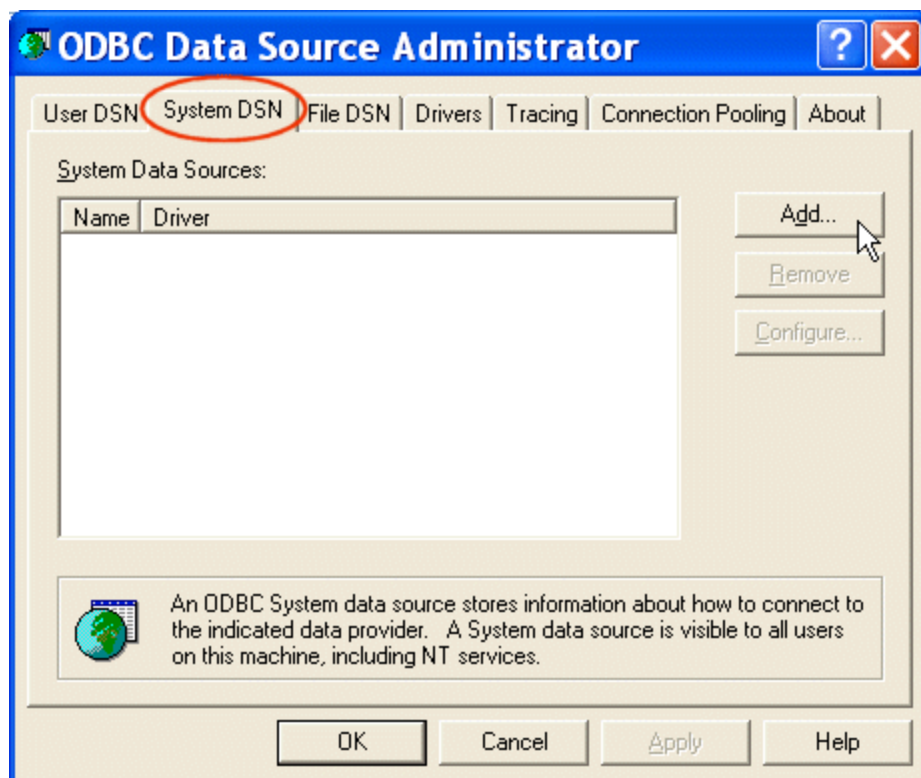 ODBC Data Source Administrator
User DSN System DSN File DSN Drivers Tracing Connection Pooling About
System Data Sources:
Name Driver
Add...
Remove
Configure...
An ODBC System data source stores information about how to connect to
the indicated data provider. A System data source is visible to all users
on this machine, including NT services.
OK Cancel Apply Help